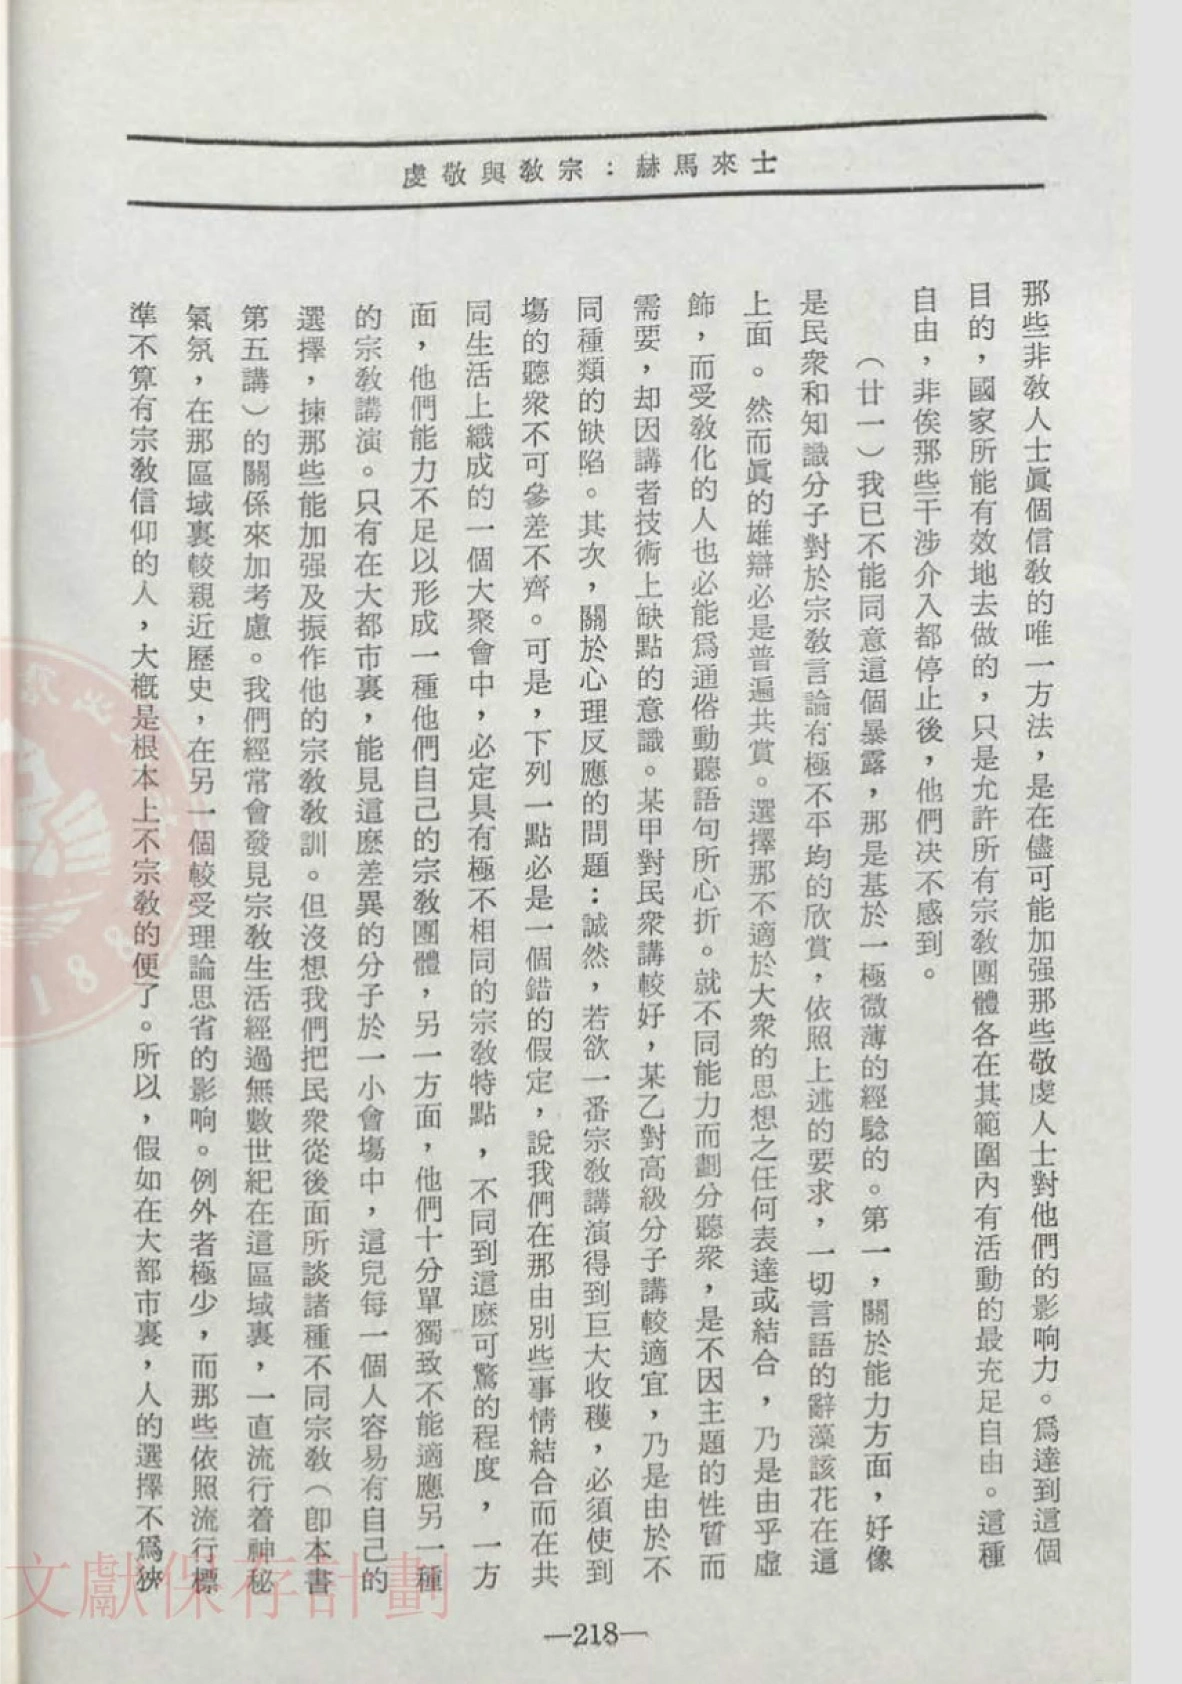 士來馬赫：宗教與敬虔
那些非教人士眞個信教的唯一方法，是在儘可能加强那些敬虔人士對他們的影响力。爲達到這個
目的，國家所能有效地去做的，只是允許所有宗教團體各在其範圍內有活動的最充足自由。這種
自由，非俟那些干涉介入都停止後，他們决不感到。
（廿一）我已不能同意這個暴露，那是基於一極微薄的經驗的。第一，關於能力方面，好像
是民衆和知識分子對於宗教言論有極不平均的欣賞，依照上述的要求，一切言語的辭藻該花在這
上面。然而眞的雄辯必是普遍共賞。選擇那不適於大衆的思想之任何表達或結合，乃是由乎虛
飾，而受教化的人也必能爲通俗動聽語句所心折。就不同能力而劃分聽衆，是不因主題的性質而
需要，却因講者技術上缺點的意識。某甲對民衆講較好，某乙對高級分子講較適宜，乃是由於不
同種類的缺陷。其次，關於心理反應的問題：誠然，若欲一番宗教講演得到巨大收穫，必須使到
塲的聽衆不可參差不齊。可是，下列一點必是一個錯的假定，說我們在那由別些事情結合而在共
同生活上織成的一個大聚會中，必定具有極不相同的宗教特點，不同到這麽可驚的程度，一方
面，他們能力不足以形成一種他們自己的宗教團體，另一方面，他們十分單獨致不能適應另一種
的宗教講演。只有在大都市裏，能見這麽差異的分子於一小會塲中，這兒每一個人容易有自己的
選擇，揀那些能加强及振作他的宗教教訓。但沒想我們把民衆從後面所談諸種不同宗教（卽本書
第五講）的關係來加考慮。我們經常會發見宗教生活經過無數世紀在這區域裏，一直流行着神秘
氣氛，在那區域裏較親近歷史，在另一個較受理論思省的影响。例外者極少，而那些依照流行標
準不算有宗教信仰的人，大槪是根本上不宗教的便了。所以，假如在大都市裏，人的選擇不爲狹
—218—
文獻保存計劃
188